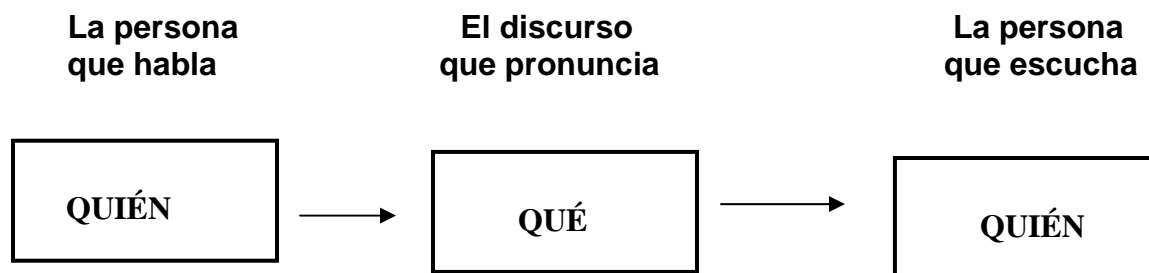 La persona
que habla
El discurso
que pronuncia
La persona
que escucha
QUIÉN
QUÉ
QUIÉN